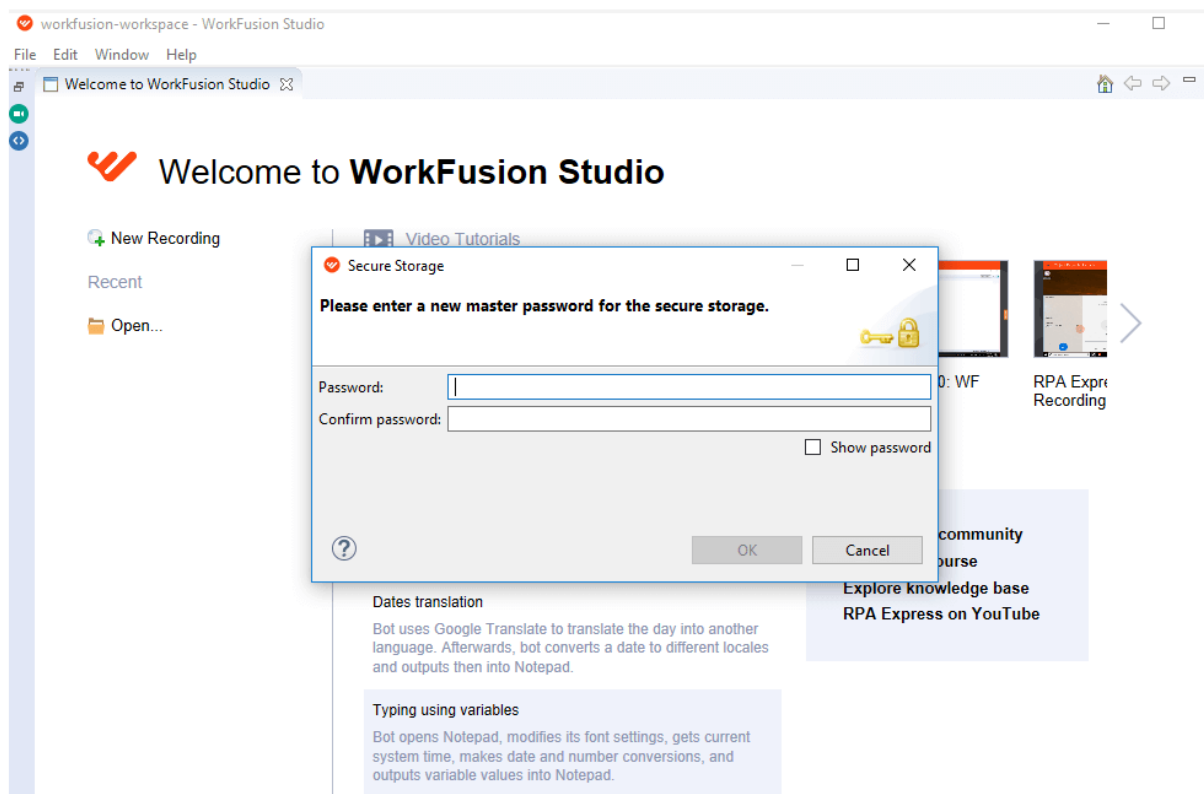 workfusion-workspace - WorkFusion Studio
File Edit Window Help
Welcome to WorkFusion Studio
Welcome to WorkFusion Studio
New Recording
Video Tutorials
Recent
Open...
Secure Storage
Please enter a new master password for the secure storage.
Password:
Confirm password:
Show password
OK
Cancel
0: WF
RPA Expre
Recording
community
ourse
Explore knowledge base
RPA Express on YouTube
Dates translation
Bot uses Google Translate to translate the day into another
language. Afterwards, bot converts a date to different locales
and outputs then into Notepad.
Typing using variables
Bot opens Notepad, modifies its font settings, gets current
system time, makes date and number conversions, and
outputs variable values into Notepad.